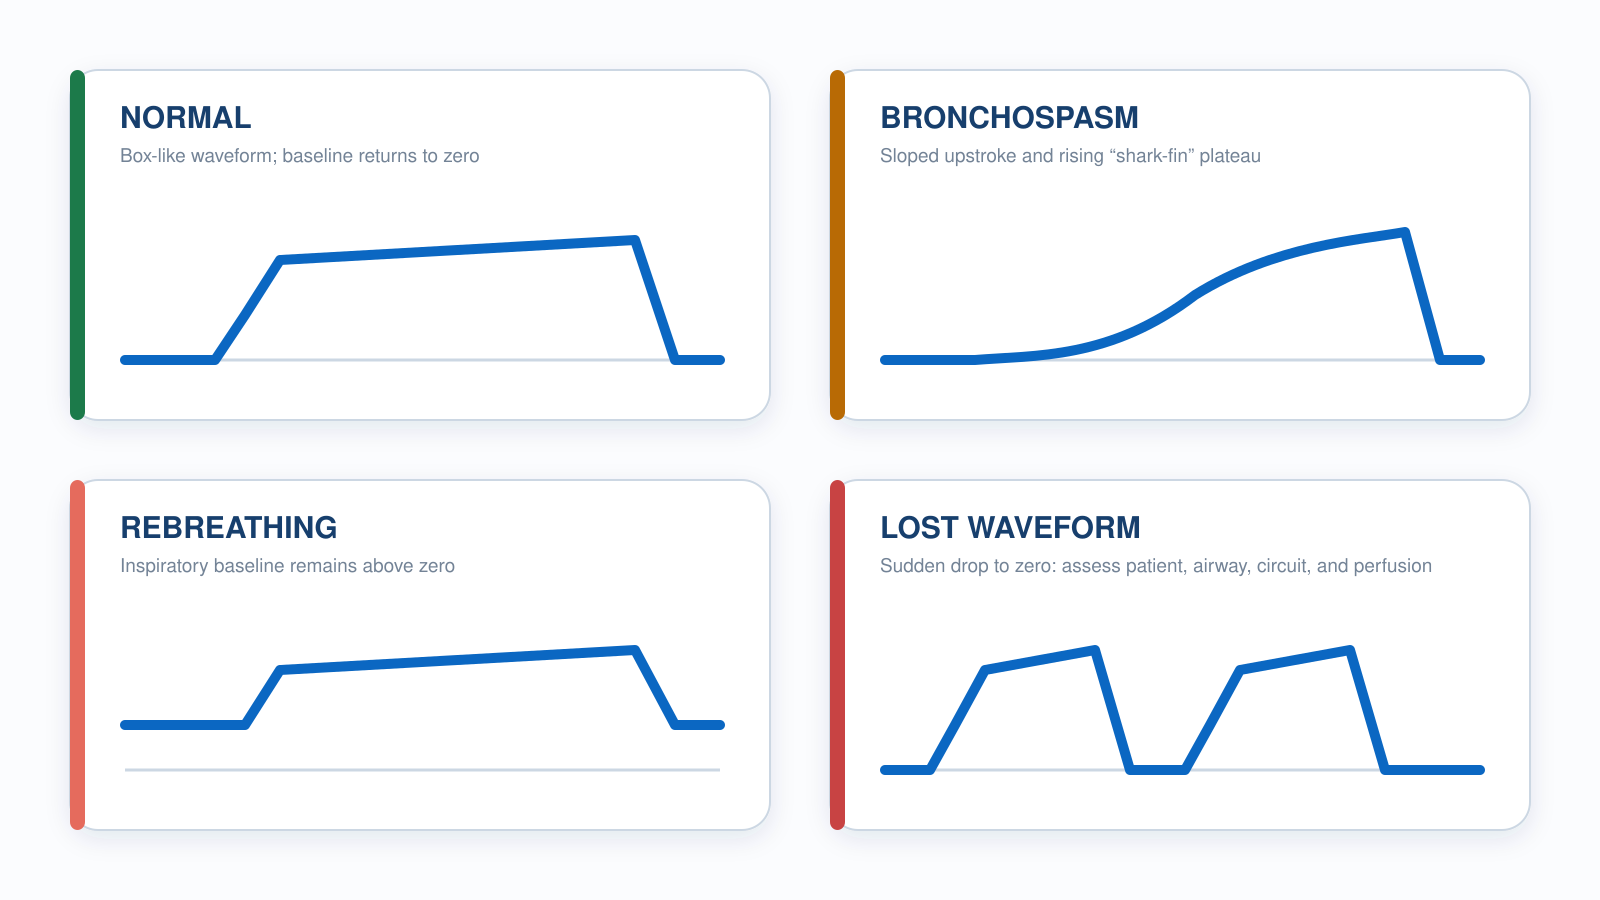 NORMAL
Box-like waveform; baseline returns to zero
BRONCHOSPASM
Sloped upstroke and rising “shark-fin” plateau
REBREATHING
Inspiratory baseline remains above zero
LOST WAVEFORM
Sudden drop to zero: assess patient, airway, circuit, and perfusion